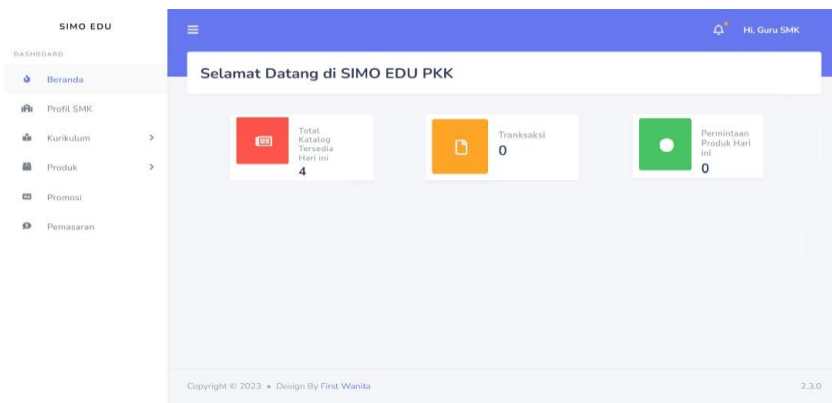 SIMO EDU
Hi, Guru SMK
DASHBOARD
Selamat Datang di SIMO EDU PKK
Beranda
Profil SMK
Kurikulum
Produk
Promosi
Pemasaran
Total
Katalog
Tersedia
Hari ini
4
Tranksaksi
0
Permintaan
Produk Hari
Ini
0
Copyright © 2023 • Design By First Wanita
2.3.0